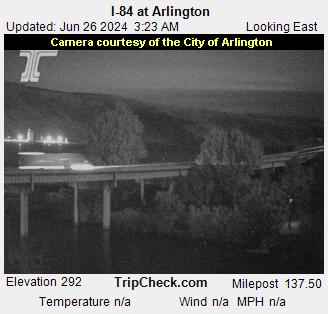 I-84 at Arlington
Updated: Jun 26 2024 3:23 AM Looking East
Camera courtesy of the City of Arlington
Elevation 292 TripCheck.com Milepost 137.50
Temperature n/a Wind n/a MPH n/a